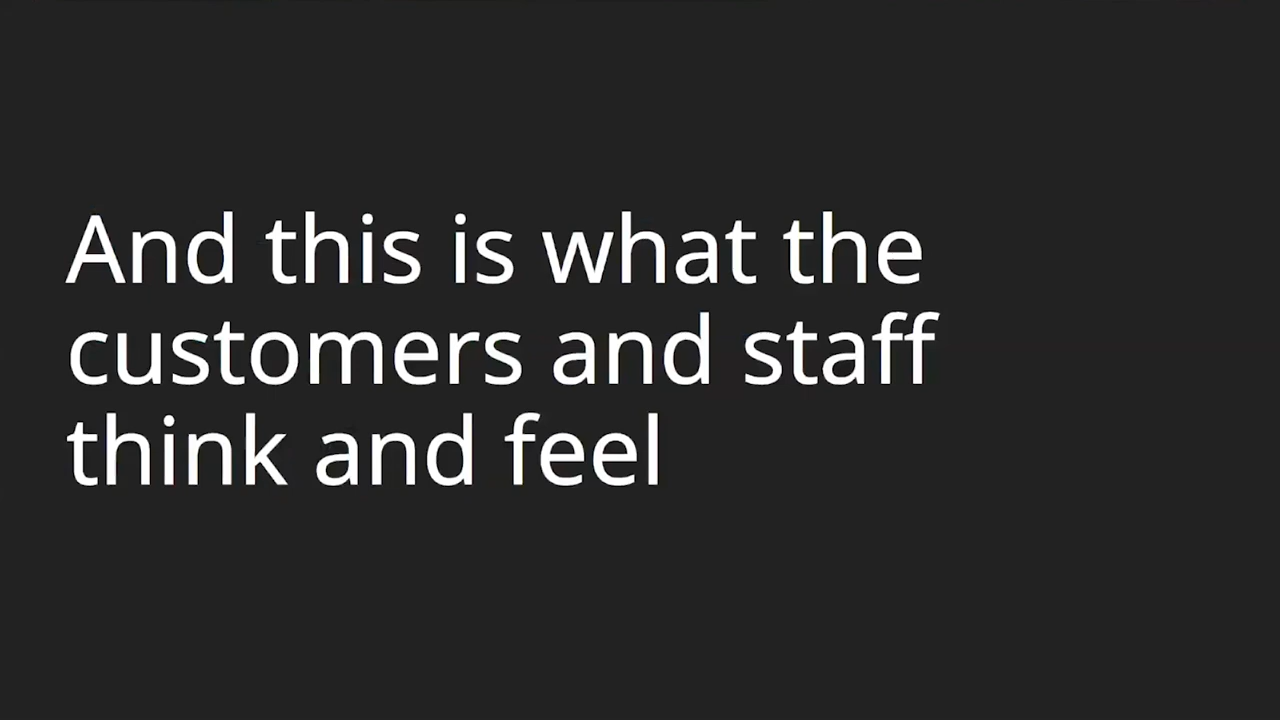 And this is what the
customers and staff
think and feel